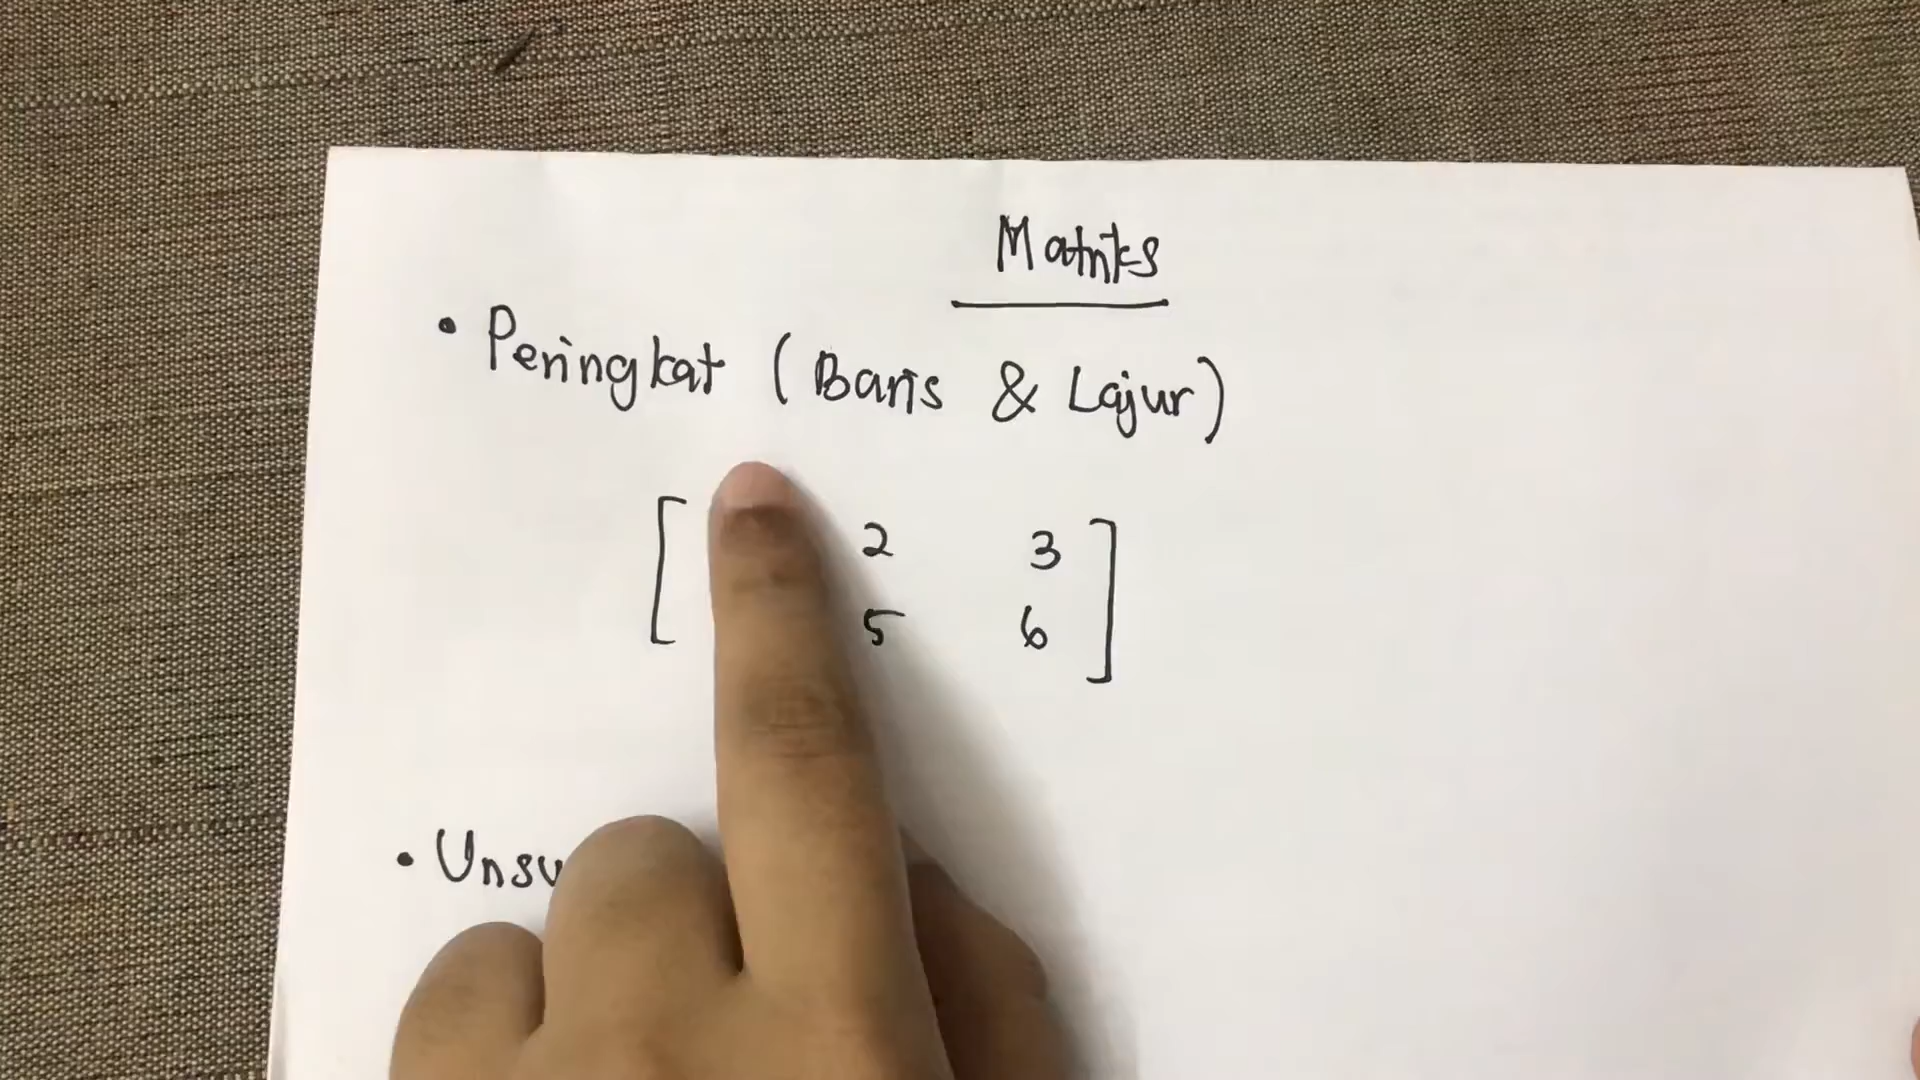 Matriks
• Peringkat (Baris & Lajur)
[ 2 3 ]
5 6
• Unsu